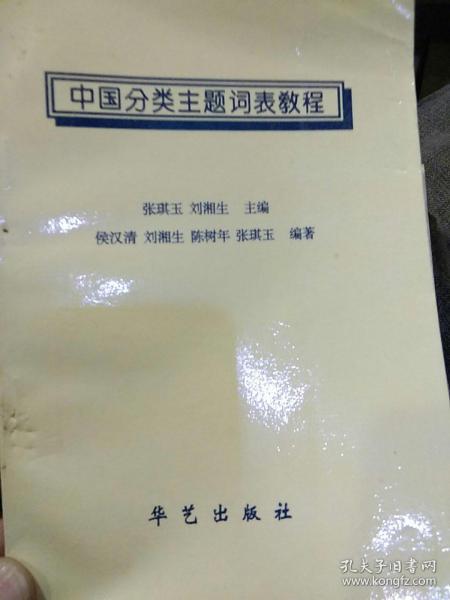 中国分类主题词表教程
张琪玉 刘湘生 主编
侯汉清 刘湘生 陈树年 张琪玉 编著
华艺出版社
孔夫子旧书网
www.kongfz.com